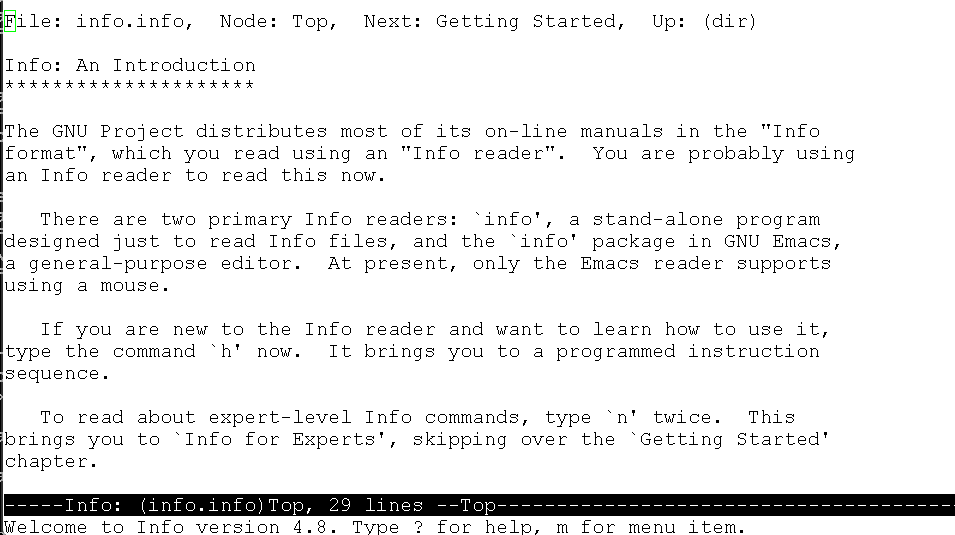 File: info.info,  Node: Top,  Next: Getting Started,  Up: (dir)
Info: An Introduction
*********************
The GNU Project distributes most of its on-line manuals in the "Info
format", which you read using an "Info reader".  You are probably using
an Info reader to read this now.
   There are two primary Info readers: `info', a stand-alone program
designed just to read Info files, and the `info' package in GNU Emacs,
a general-purpose editor.  At present, only the Emacs reader supports
using a mouse.
   If you are new to the Info reader and want to learn how to use it,
type the command `h' now.  It brings you to a programmed instruction
sequence.
   To read about expert-level Info commands, type `n' twice.  This
brings you to `Info for Experts', skipping over the `Getting Started'
chapter.
-----Info: (info.info)Top, 29 lines --Top--------------------------------------
Welcome to Info version 4.8. Type ? for help, m for menu item.